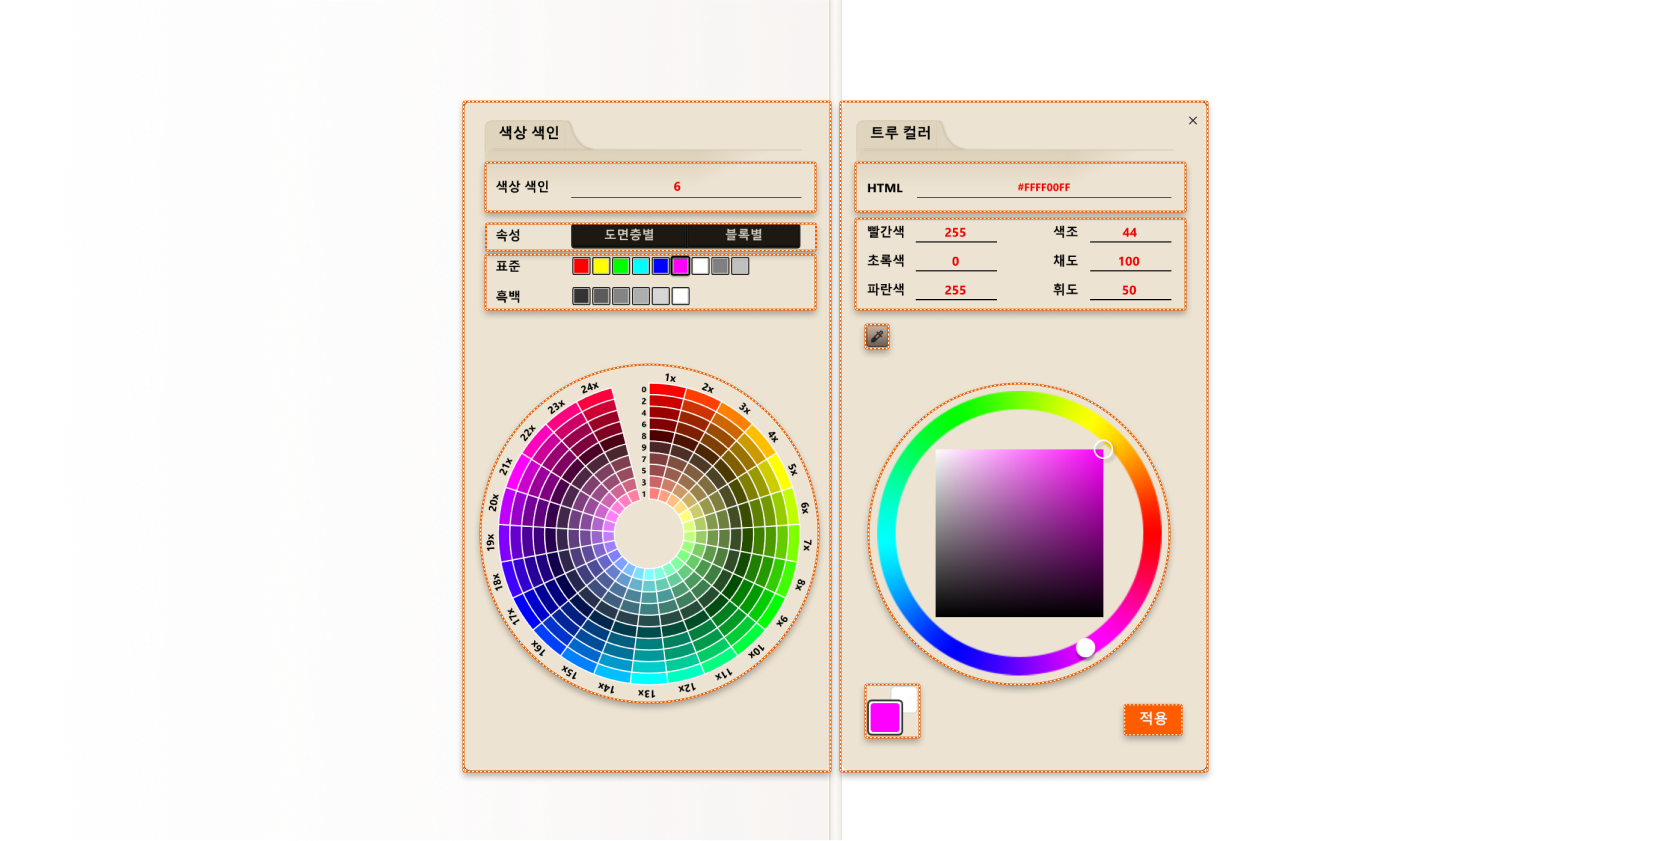 색상 색인
색상 색인 6
속성 도면층별 블록별
표준
흑백
24x 1x 2x 3x 4x 5x 6x 7x 8x 9x 10x 11x 12x 13x 14x 15x 16x 17x 18x 19x 20x 21x 22x 23x
0
2
4
6
8
9
7
5
3
1
트루 컬러
HTML #FFFF00FF
빨간색 255 색조 44
초록색 0 채도 100
파란색 255 휘도 50
적용